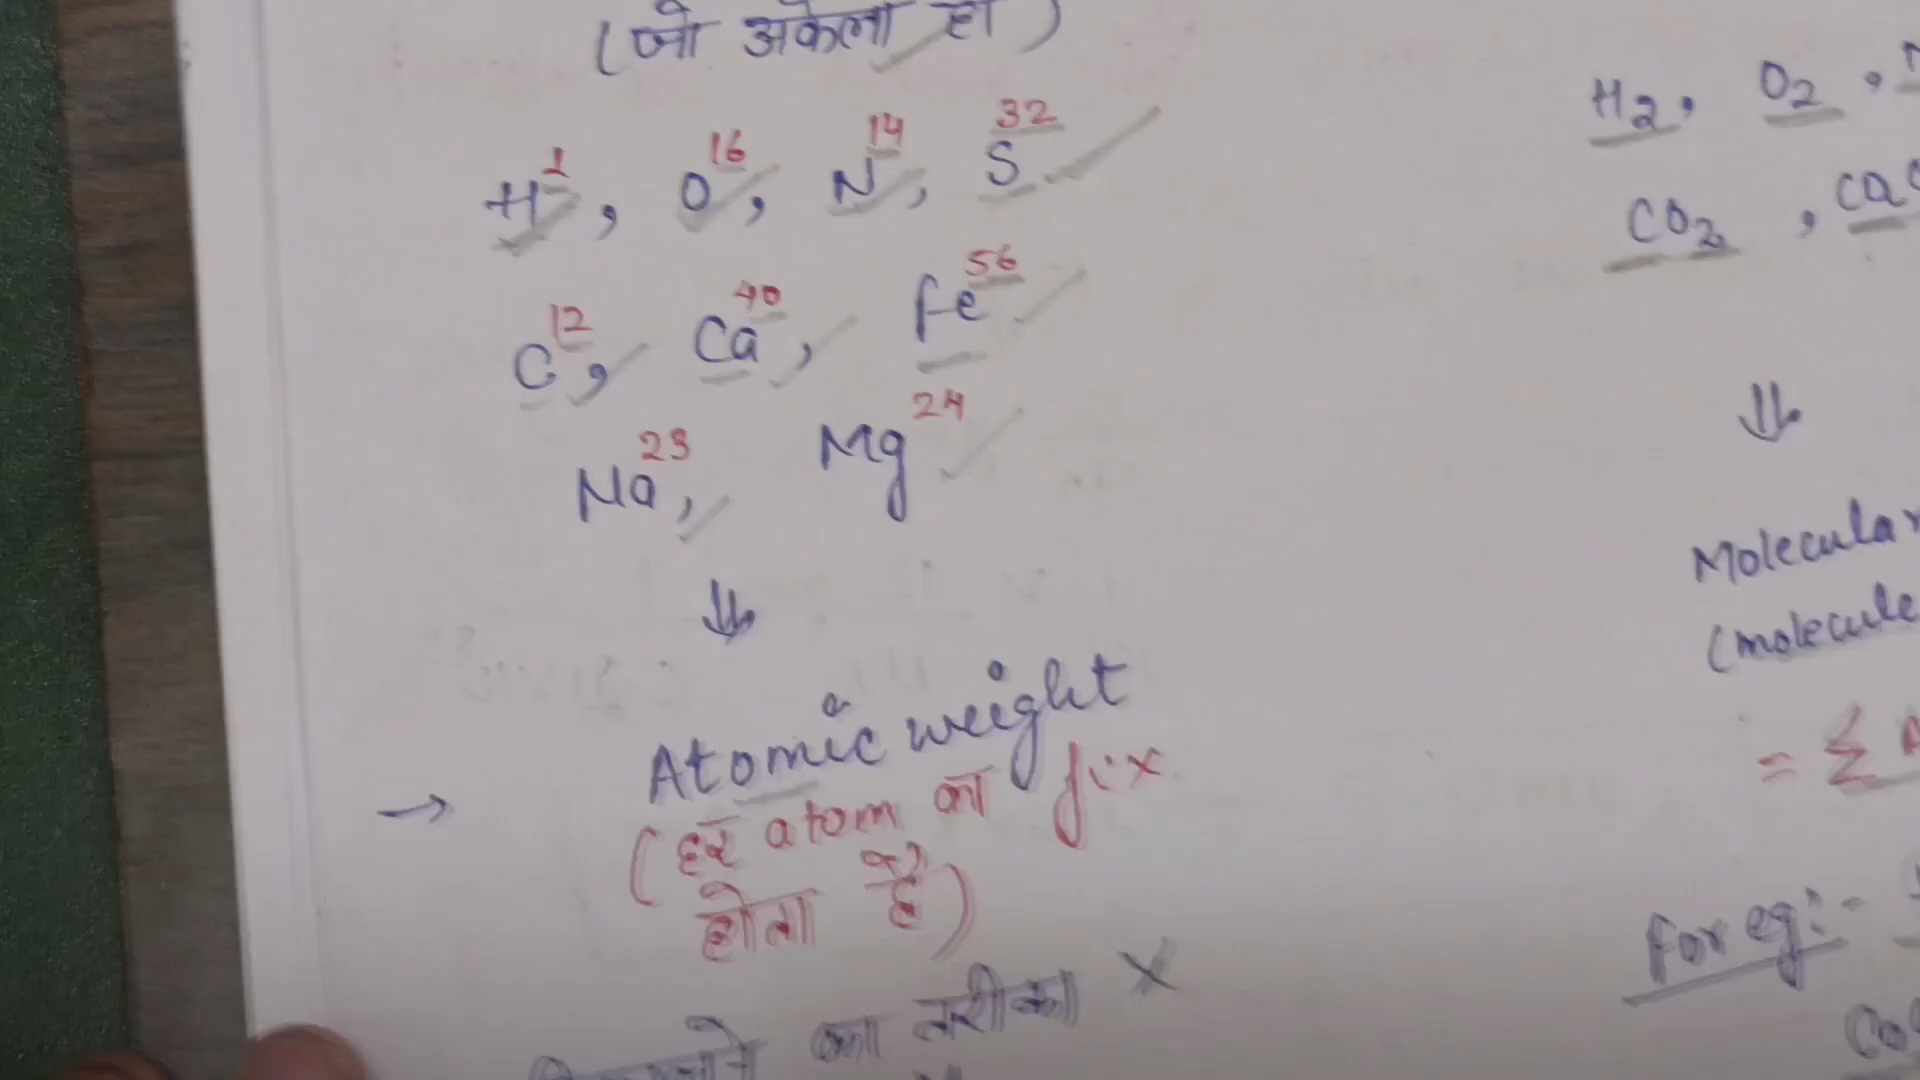 (जो अकेला हो)
H¹, O¹⁶, N¹⁴, S³²
C¹², Ca⁴⁰, Fe⁵⁶
Na²³, Mg²⁴
⇓
→ Atomic weight
(हर atom का fix
होता है)
का तरीका ×
H2, O2,
CO2,
⇓
Molecular
(molecule
= Σ
For eg:-